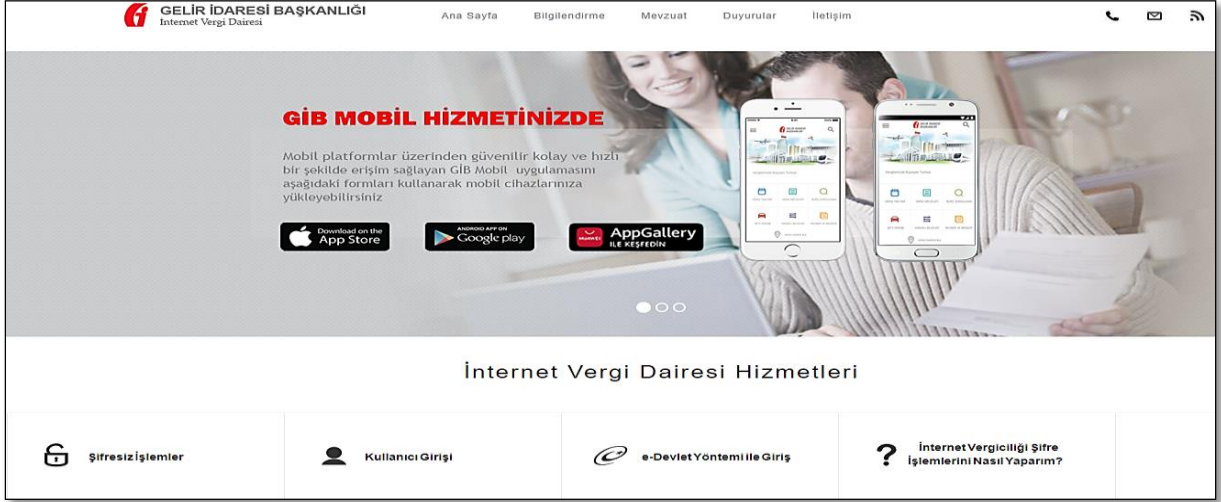 GELİR İDARESİ BAŞKANLIĞI
İnternet Vergi Dairesi
Ana Sayfa Bilgilendirme Mevzuat Duyurular İletişim
GİB MOBİL HİZMETİNİZDE
Mobil platformlar üzerinden güvenilir kolay ve hızlı
bir şekilde erişim sağlayan GİB Mobil uygulamasını
aşağıdaki formları kullanarak mobil cihazlarınıza
yükleyebilirsiniz
Download on the
App Store
ANDROID APP ON
Google play
HUAWEI
AppGallery
ILE KEŞFEDİN
İnternet Vergi Dairesi Hizmetleri
Şifresiz İşlemler
Kullanıcı Girişi
e-Devlet Yöntemi ile Giriş
İnternet Vergiciliği Şifre
İşlemlerini Nasıl Yaparım?